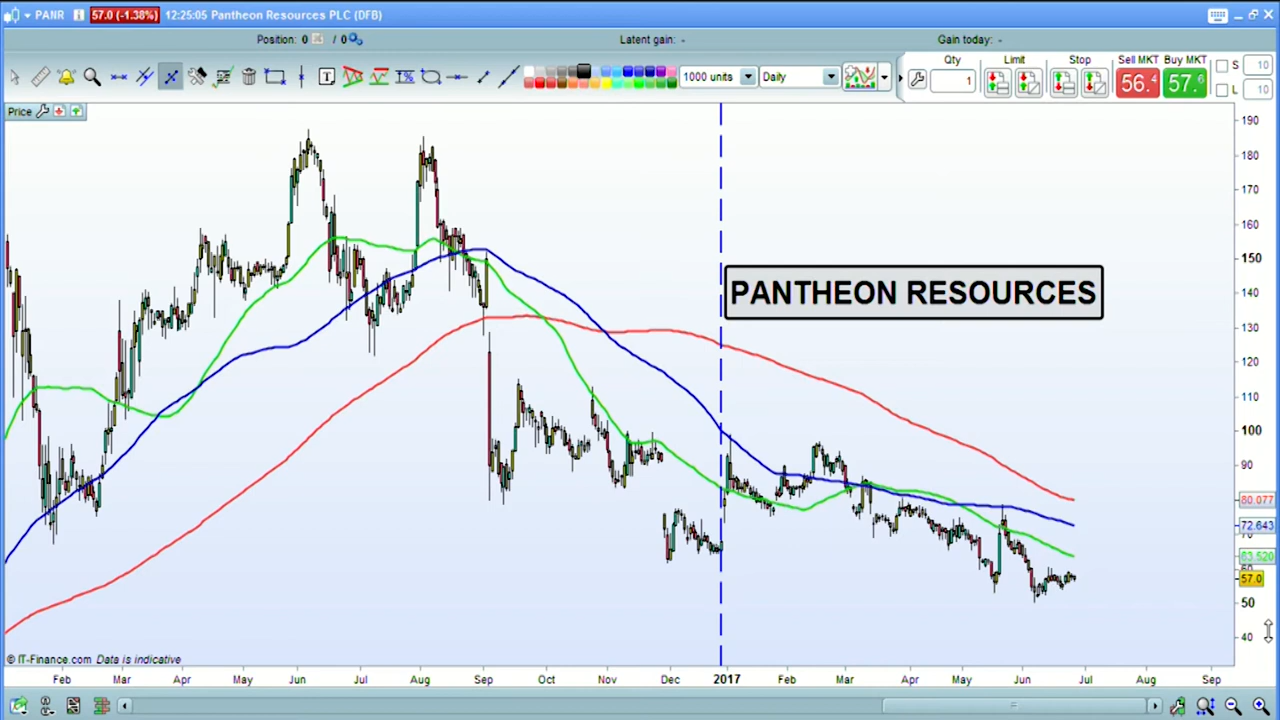 PANR 57.0 (-1.38%) 12:25:05 Pantheon Resources PLC (DFB)
Position: 0 / 0 Latent gain: - Gain today: -
1000 units Daily Qty 1 Limit Stop Sell MKT 56. Buy MKT 57. S 10
L 10
Price
190
180
170
160
150
140
130
120
110
100
90
80.077
72.643
63.520
57.0
50
40
PANTHEON RESOURCES
© IT-Finance.com Data is indicative
Feb Mar Apr May Jun Jul Aug Sep Oct Nov Dec 2017 Feb Mar Apr May Jun Jul Aug Sep